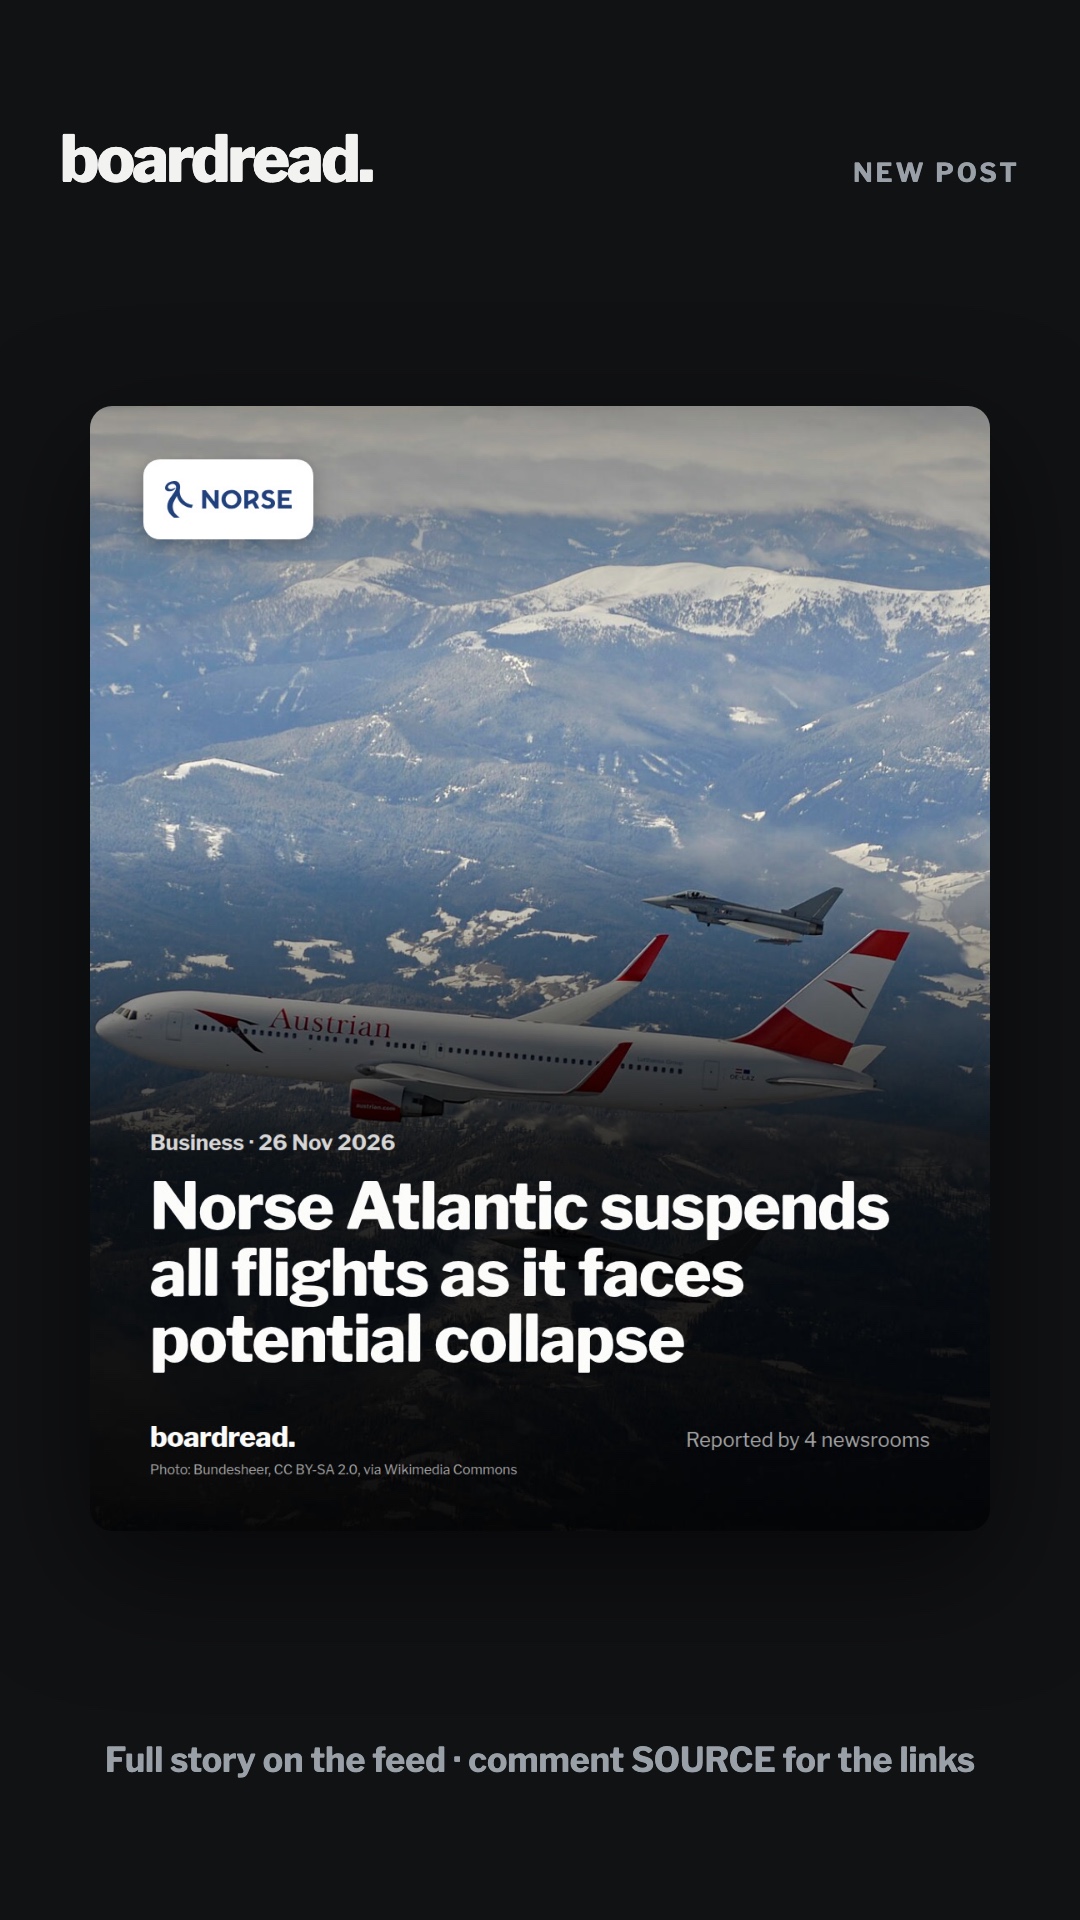 boardread.
NEW POST
NORSE
Austrian
austrian.com
Business · 26 Nov 2026
Norse Atlantic suspends
all flights as it faces
potential collapse
boardread.
Reported by 4 newsrooms
Photo: Bundesheer, CC BY-SA 2.0, via Wikimedia Commons
Full story on the feed · comment SOURCE for the links